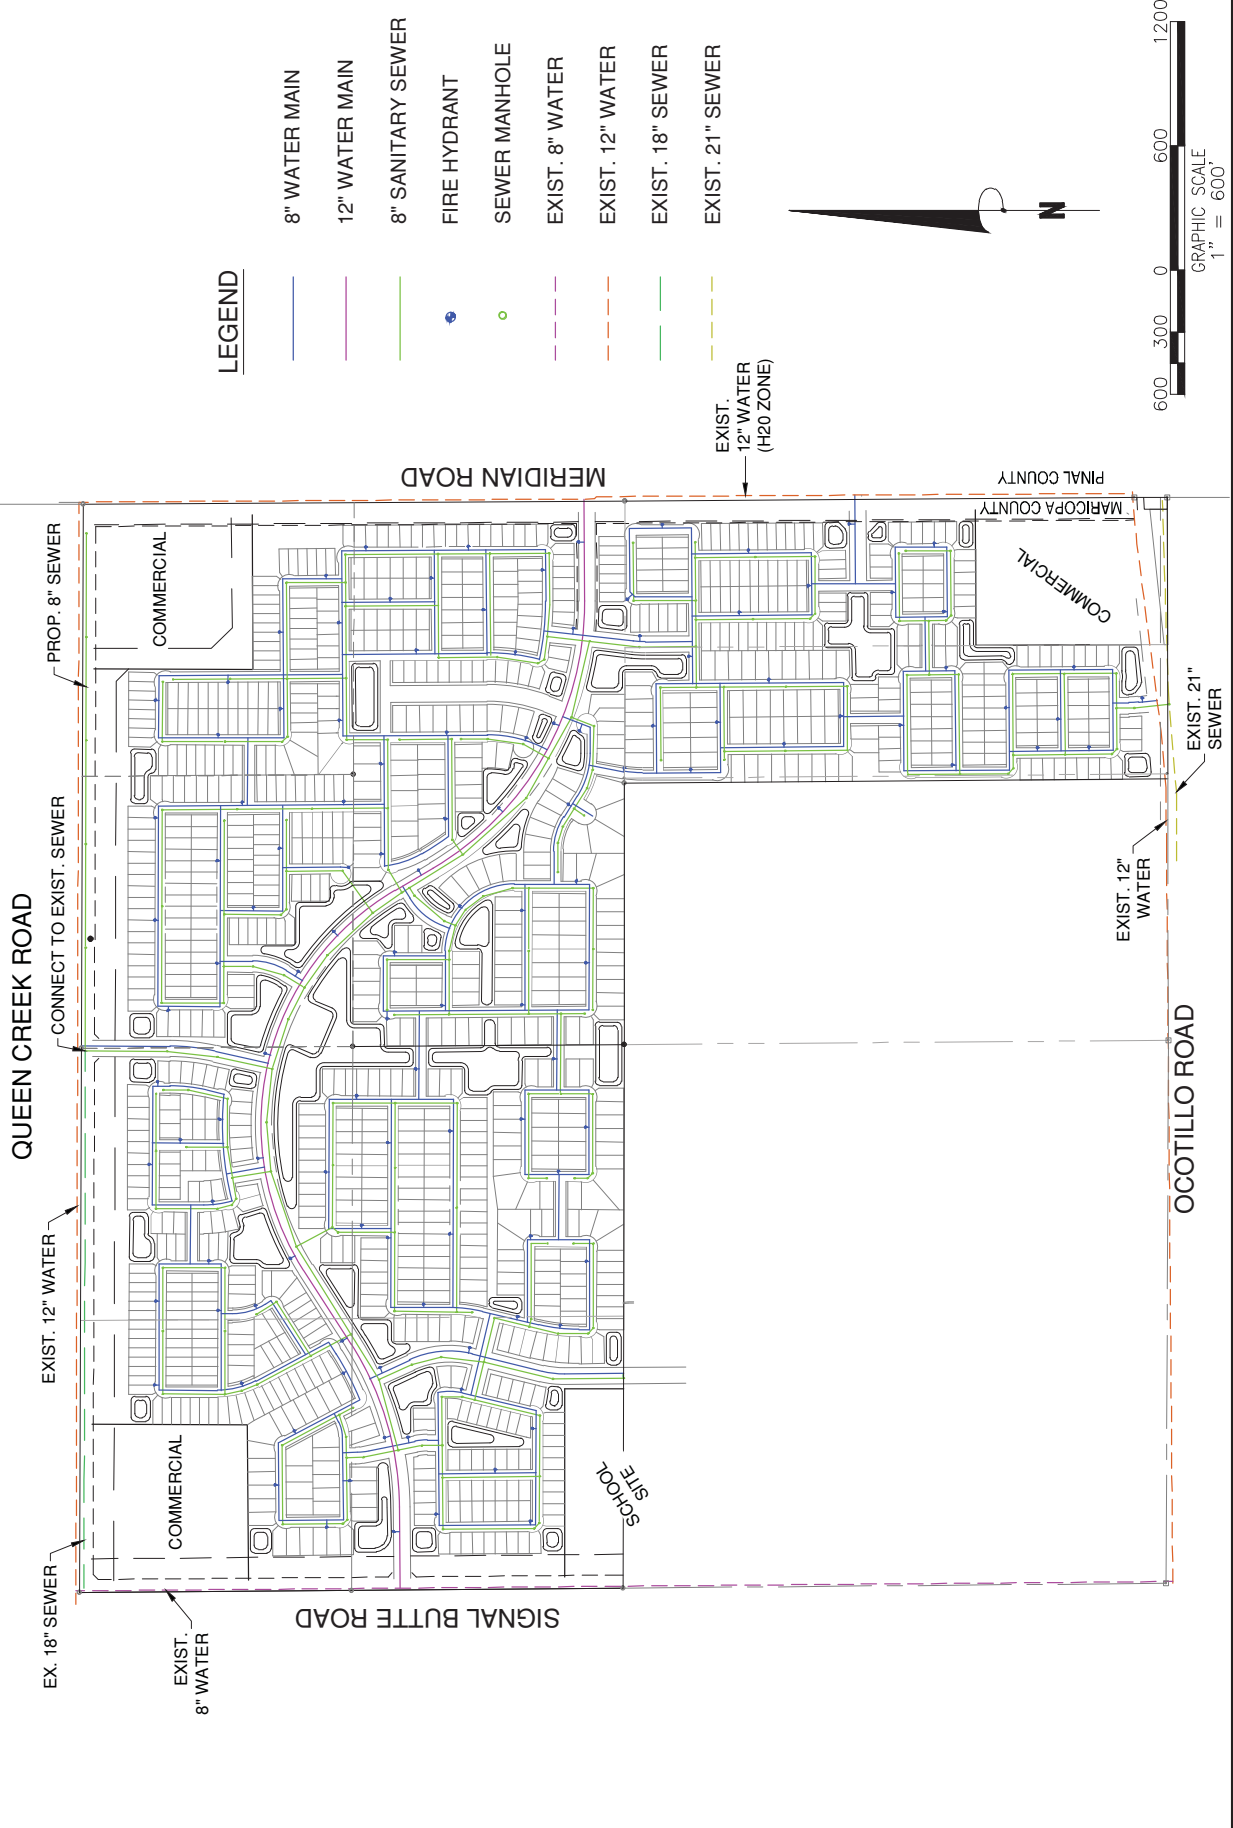 QUEEN CREEK ROAD
EX. 18" SEWER
EXIST. 12" WATER
CONNECT TO EXIST. SEWER
PROP. 8" SEWER
EXIST.
8" WATER
COMMERCIAL
COMMERCIAL
SIGNAL BUTTE ROAD
MERIDIAN ROAD
SCHOOL
SITE
EXIST.
12" WATER
(H20 ZONE)
PINAL COUNTY
MARICOPA COUNTY
COMMERCIAL
EXIST. 12"
WATER
EXIST. 21"
SEWER
OCOTILLO ROAD
LEGEND
8" WATER MAIN
12" WATER MAIN
8" SANITARY SEWER
FIRE HYDRANT
SEWER MANHOLE
EXIST. 8" WATER
EXIST. 12" WATER
EXIST. 18" SEWER
EXIST. 21" SEWER
N
600 300 0 600 1200
GRAPHIC SCALE
1" = 600'